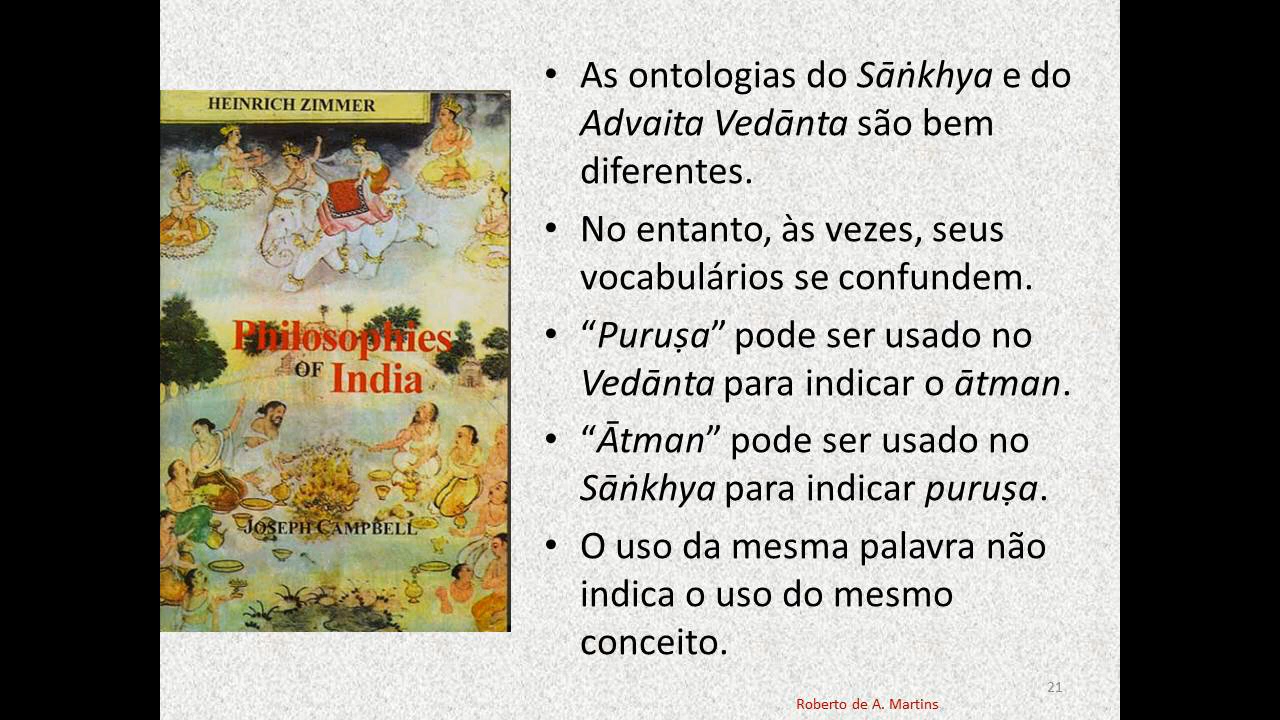 HEINRICH ZIMMER
Philosophies
OF India
JOSEPH CAMPBELL
• As ontologias do Sāṅkhya e do
Advaita Vedānta são bem
diferentes.
• No entanto, às vezes, seus
vocabulários se confundem.
• “Puruṣa” pode ser usado no
Vedānta para indicar o ātman.
• “Ātman” pode ser usado no
Sāṅkhya para indicar puruṣa.
• O uso da mesma palavra não
indica o uso do mesmo
conceito.
21
Roberto de A. Martins